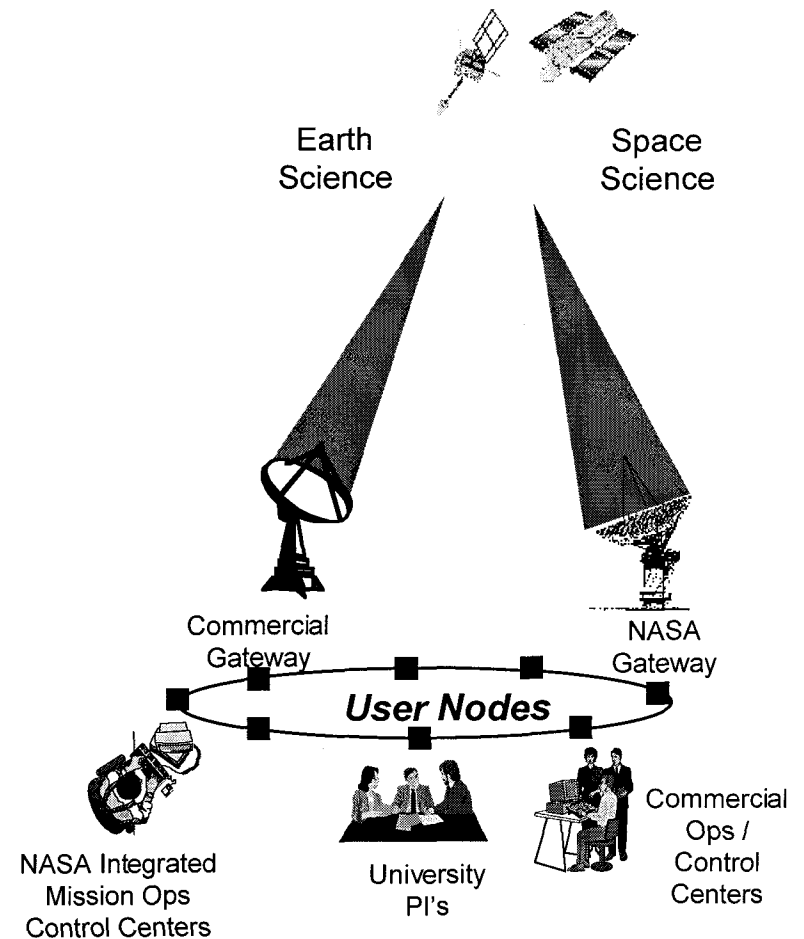 Earth
Science
Space
Science
Commercial
Gateway
NASA
Gateway
User Nodes
NASA Integrated
Mission Ops
Control Centers
University
PI's
Commercial
Ops /
Control
Centers